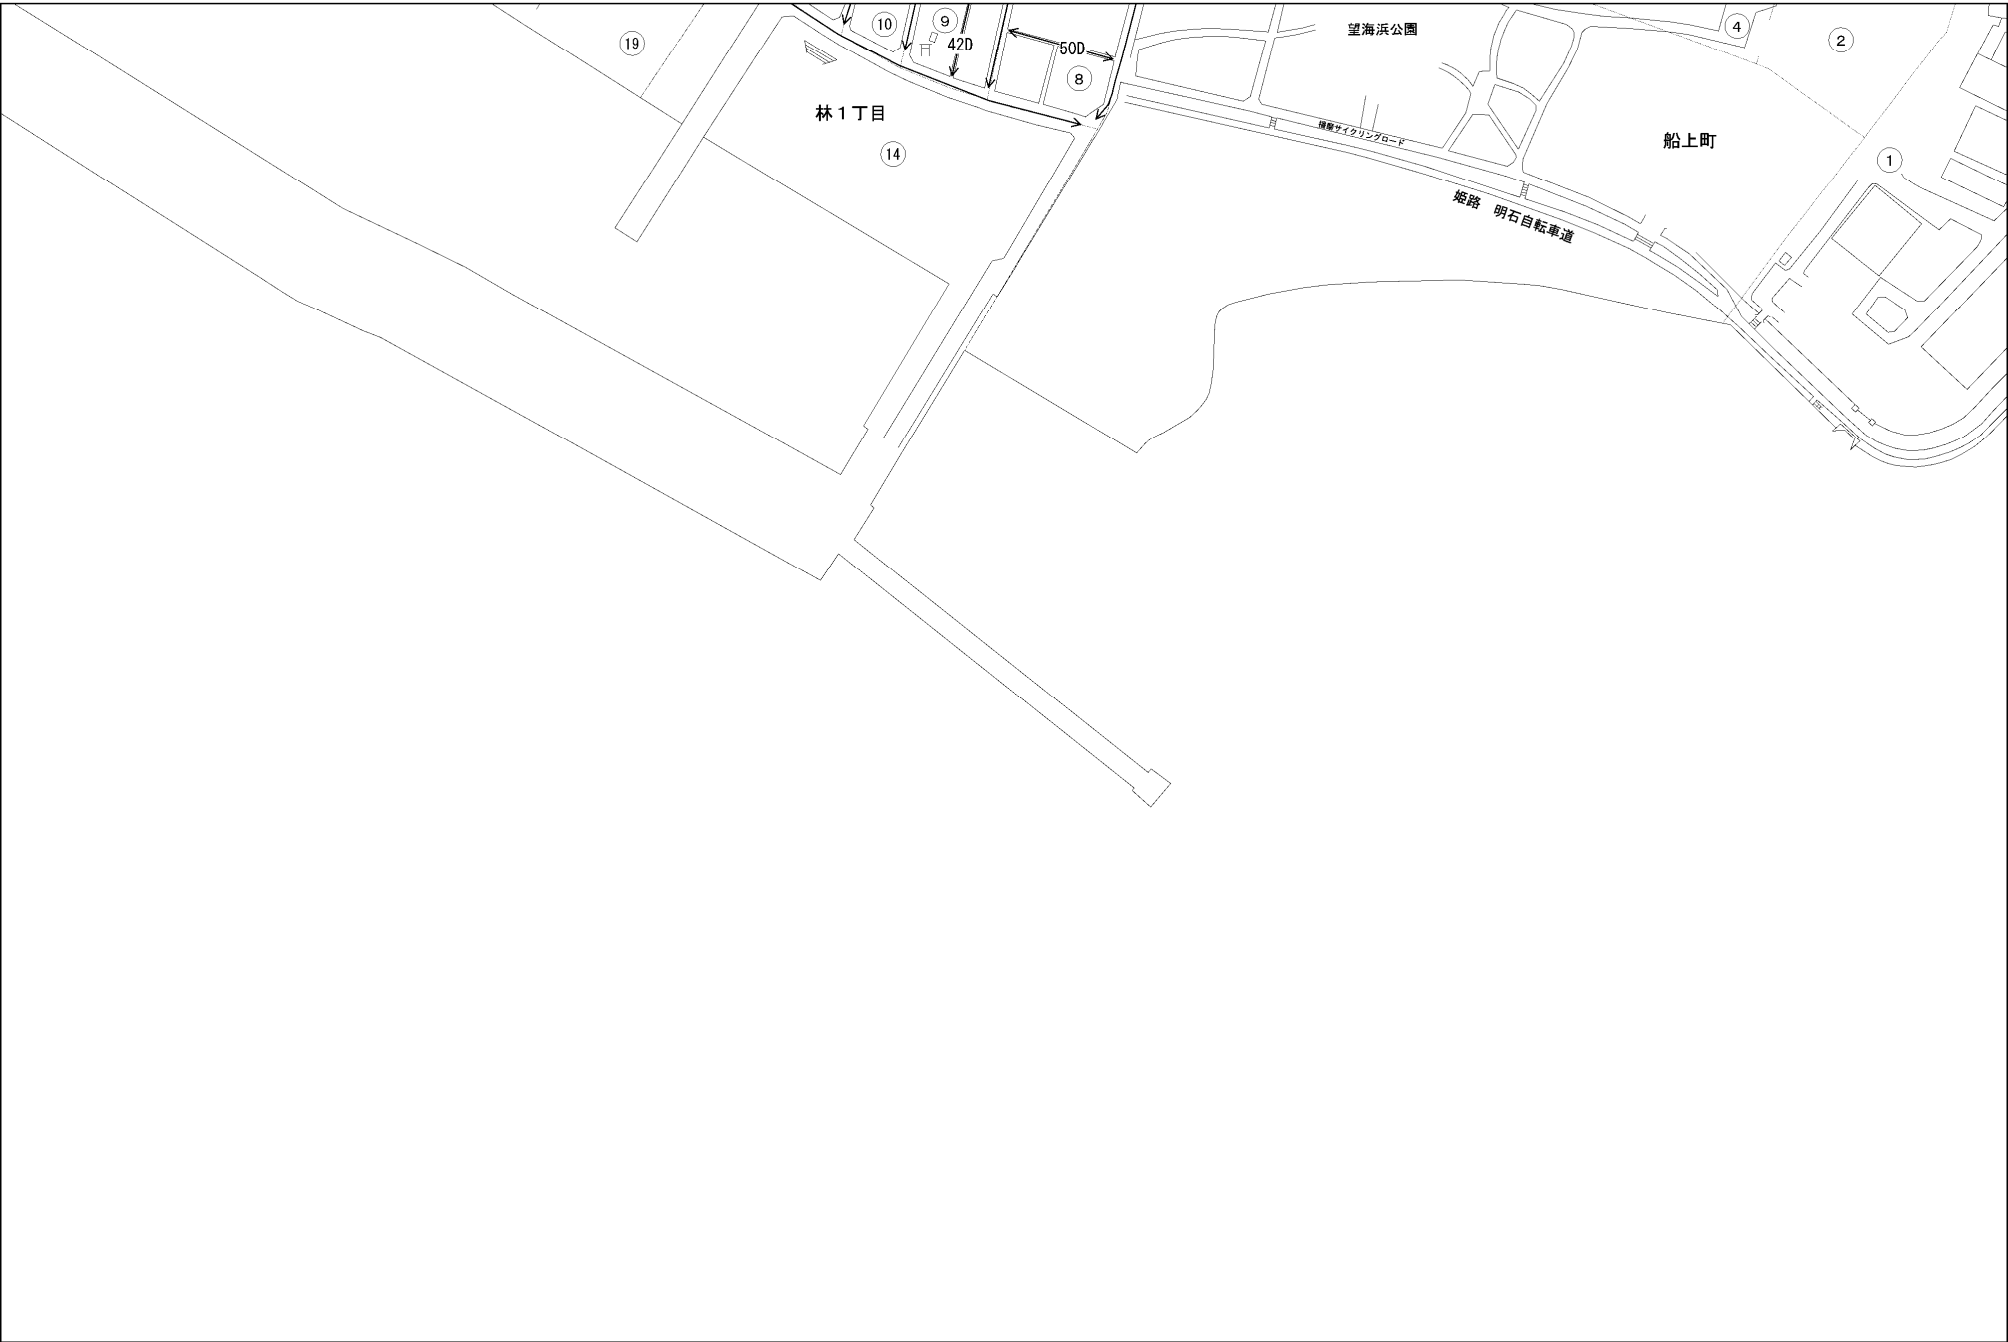 ⑩
⑨
42D
50D
⑧
望海浜公園
④
②
⑲
林1丁目
⑭
播磨サイクリングロード
船上町
①
姫路 明石自転車道